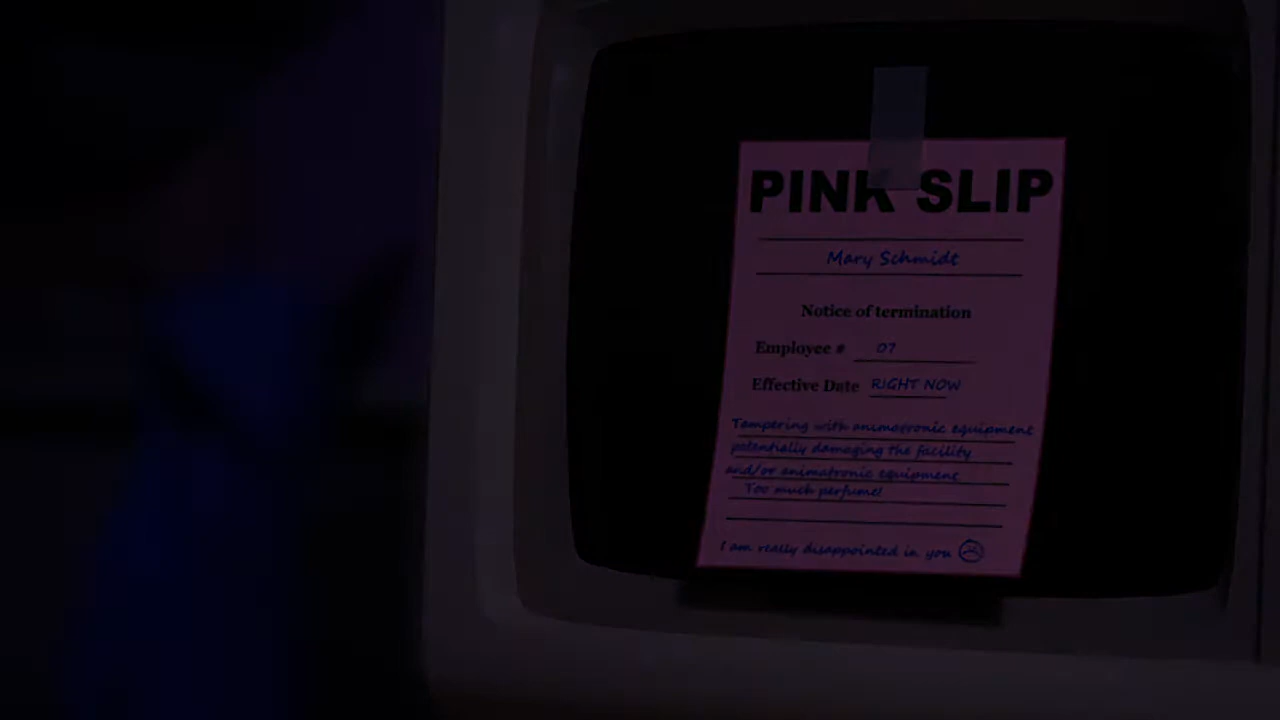 PINK SLIP
Mary Schmidt
Notice of termination
Employee # 07
Effective Date RIGHT NOW
Tampering with animatronic equipment
potentially damaging the facility
and/or animatronic equipment
Too much perfume!
I am really disappointed in you